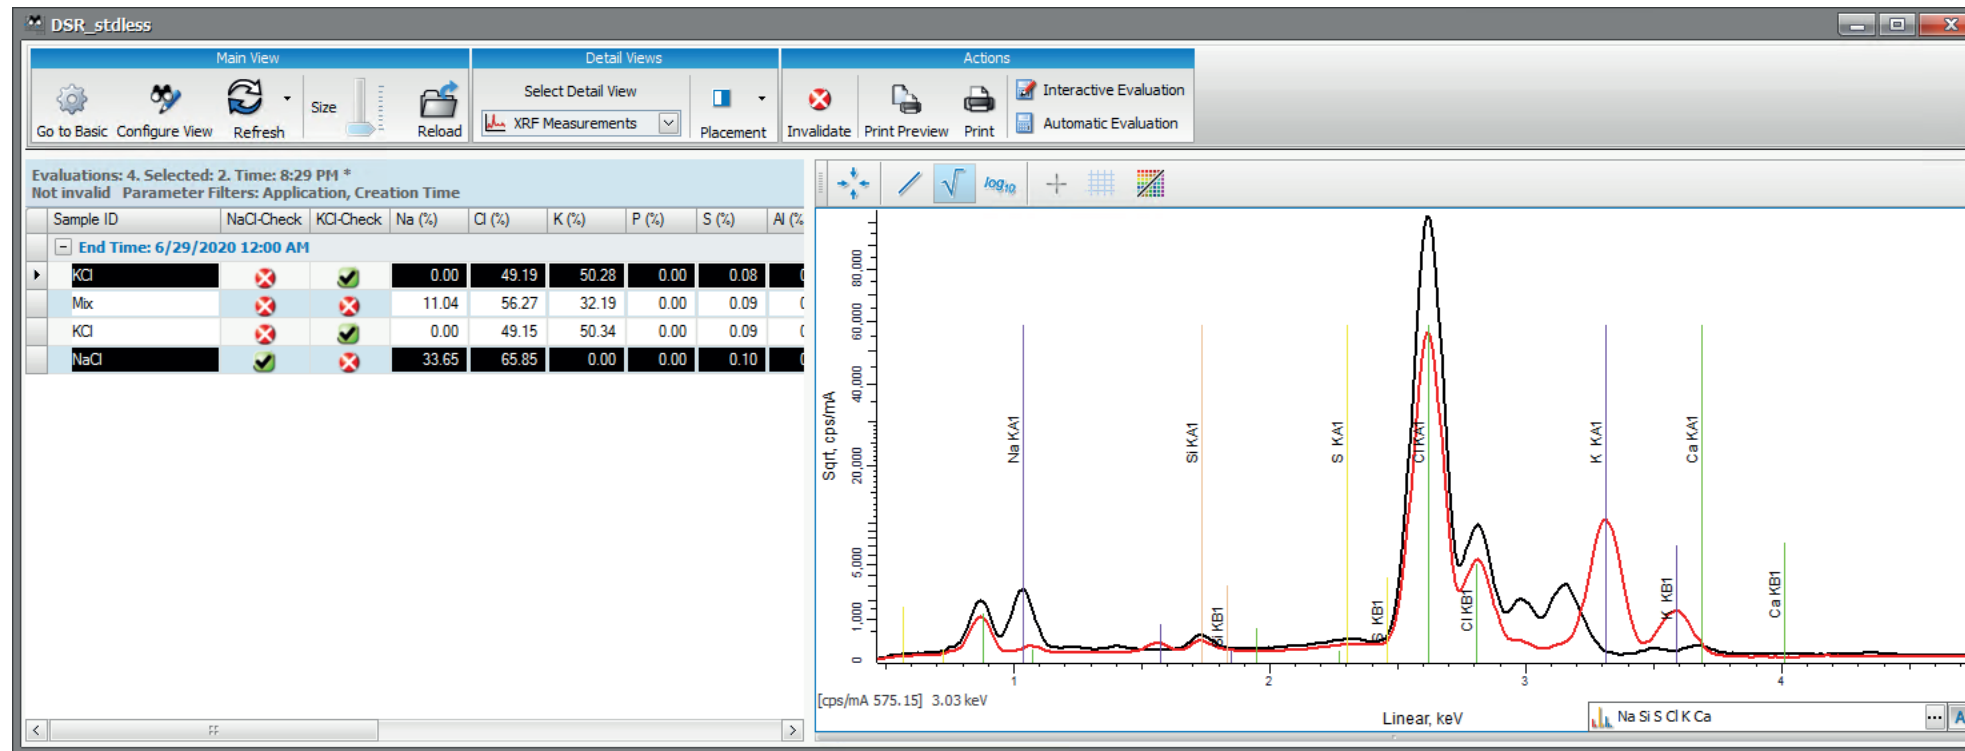 DSR_stdless
Main View Detail Views Actions
Go to Basic Configure View Refresh Size Reload
Select Detail View
XRF Measurements
Placement
Invalidate Print Preview Print
Interactive Evaluation
Automatic Evaluation
Evaluations: 4. Selected: 2. Time: 8:29 PM *
Not invalid Parameter Filters: Application, Creation Time
Sample ID NaCl-Check KCl-Check Na (%) Cl (%) K (%) P (%) S (%) Al (%
End Time: 6/29/2020 12:00 AM
KCl 0.00 49.19 50.28 0.00 0.08
Mix 11.04 56.27 32.19 0.00 0.09
KCl 0.00 49.15 50.34 0.00 0.09
NaCl 33.65 65.85 0.00 0.00 0.10
log10
Sqrt, cps/mA
80,000
60,000
40,000
20,000
5,000
1,000
0
Na KA1
Si KA1
Si KB1
S KA1
S KB1
Cl KA1
Cl KB1
K KA1
K KB1
Ca KA1
Ca KB1
1 2 3 4
[cps/mA 575.15] 3.03 keV
Linear, keV
Na Si S Cl K Ca
...
A